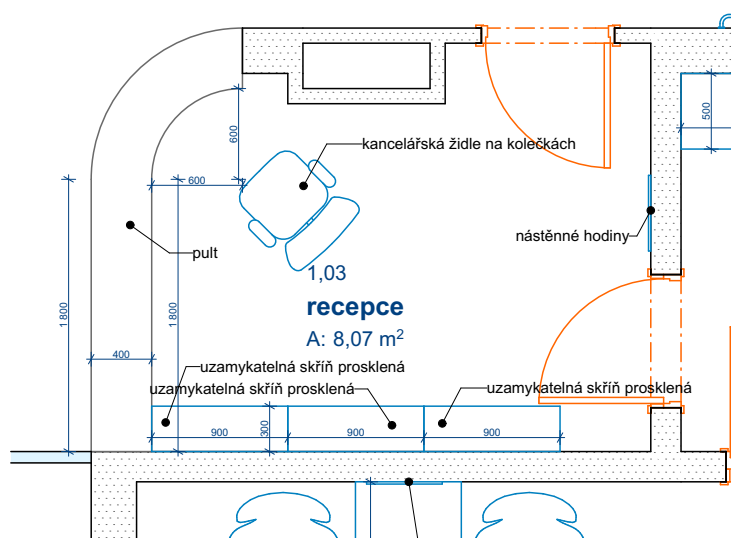 500
kancelářská židle na kolečkách
600
600
nástěnné hodiny
pult
1,03
recepce
A: 8,07 m²
1 800
1 800
400
uzamykatelná skříň prosklená
uzamykatelná skříň prosklená
uzamykatelná skříň prosklená
300
900
900
900